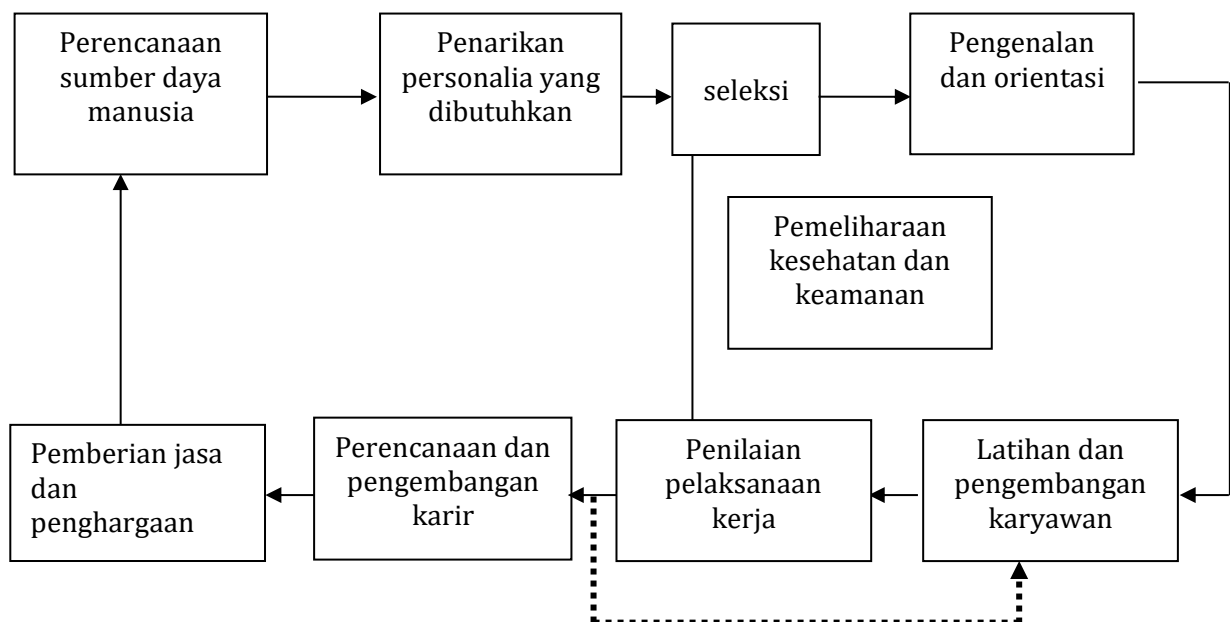 Perencanaan
sumber daya
manusia
Penarikan
personalia yang
dibutuhkan
seleksi
Pengenalan
dan orientasi
Pemeliharaan
kesehatan dan
keamanan
Pemberian jasa
dan
penghargaan
Perencanaan dan
pengembangan
karir
Penilaian
pelaksanaan
kerja
Latihan dan
pengembangan
karyawan